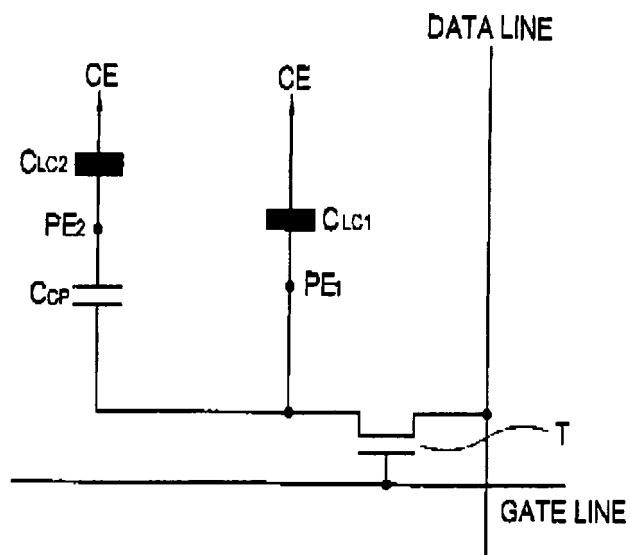 DATA LINE
CE
CE
CLC2
CLC1
PE2
PE1
CCP
T
GATE LINE